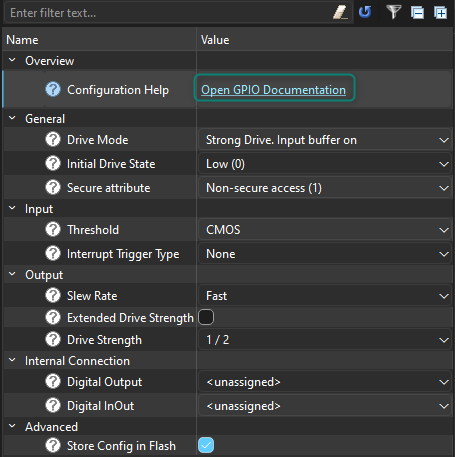 Enter filter text...
Name Value
Overview
Configuration Help Open GPIO Documentation
General
Drive Mode Strong Drive. Input buffer on
Initial Drive State Low (0)
Secure attribute Non-secure access (1)
Input
Threshold CMOS
Interrupt Trigger Type None
Output
Slew Rate Fast
Extended Drive Strength
Drive Strength 1 / 2
Internal Connection
Digital Output <unassigned>
Digital InOut <unassigned>
Advanced
Store Config in Flash